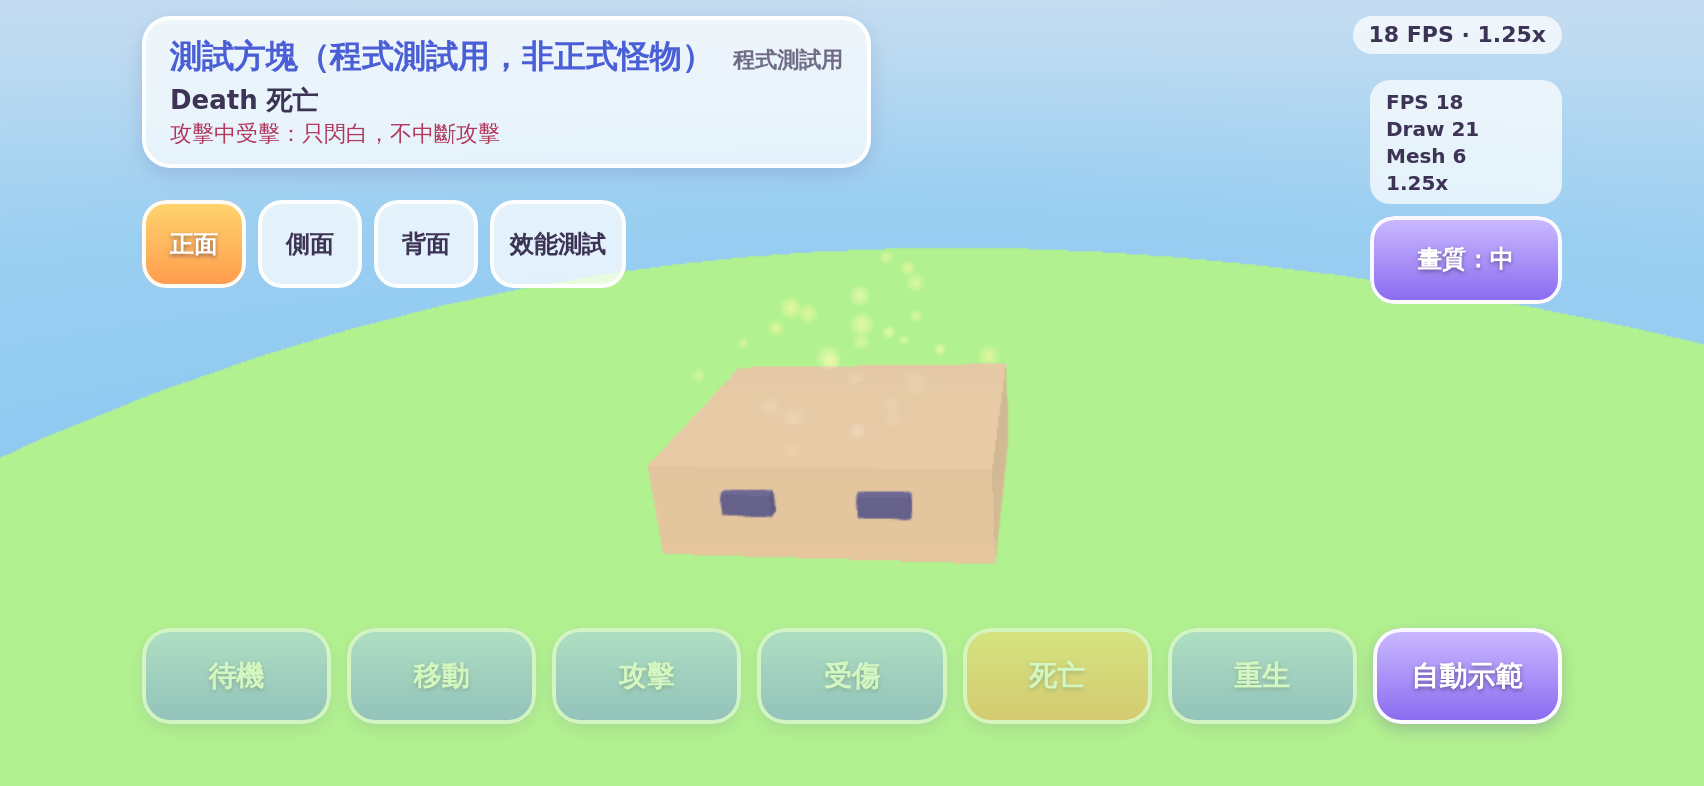 測試方塊（程式測試用，非正式怪物） 程式測試用
Death 死亡
攻擊中受擊：只閃白，不中斷攻擊
18 FPS · 1.25x
FPS 18
Draw 21
Mesh 6
1.25x
正面 側面 背面 效能測試
畫質：中
待機 移動 攻擊 受傷 死亡 重生 自動示範